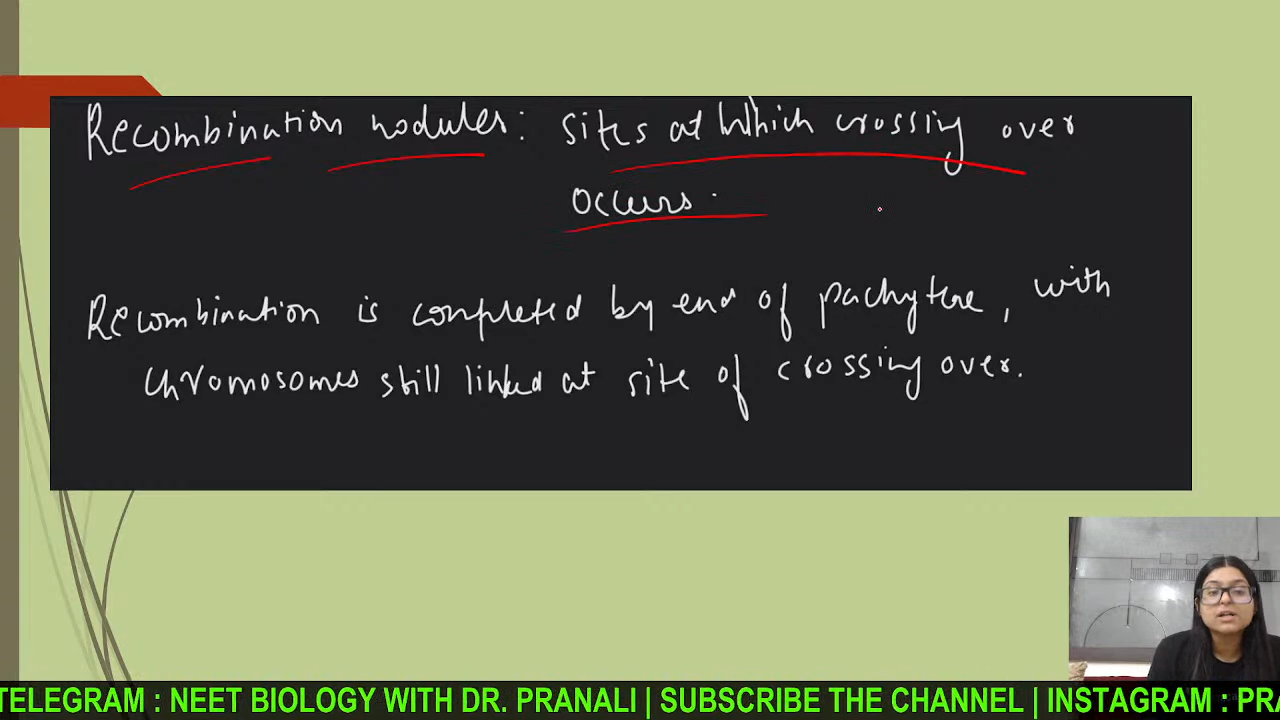 Recombination nodules: sites at which crossing over
occurs.
Recombination is completed by end of pachytene, with
chromosomes still linked at site of crossing over.
TELEGRAM : NEET BIOLOGY WITH DR. PRANALI | SUBSCRIBE THE CHANNEL | INSTAGRAM : PRA